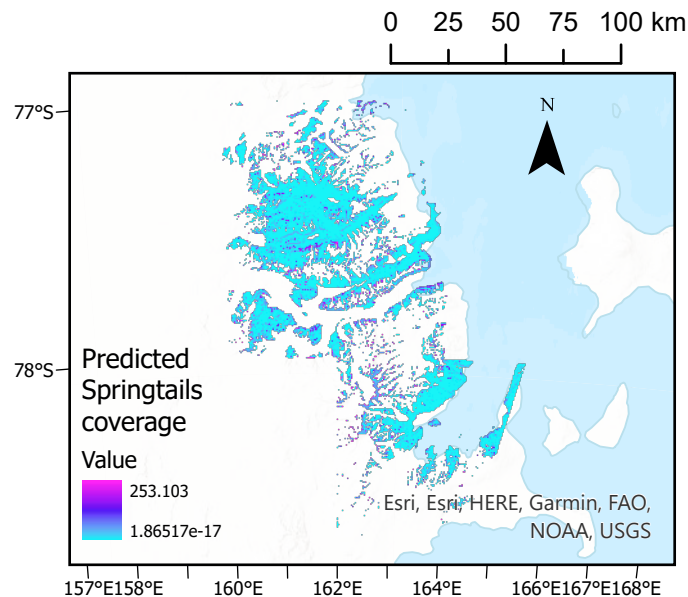 0 25 50 75 100 km
77°S
N
78°S
Predicted
Springtails
coverage
Value
253.103
1.86517e-17
Esri, Esri, HERE, Garmin, FAO,
NOAA, USGS
157°E158°E 160°E 162°E 164°E 166°E167°E168°E